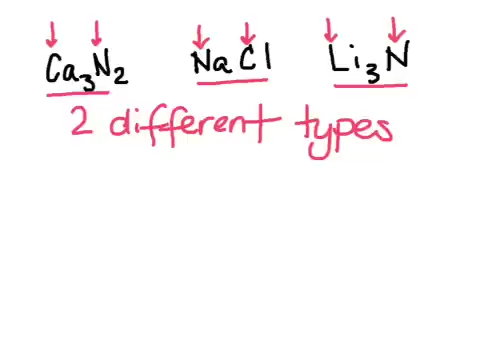 Ca₃N₂ NaCl Li₃N
2 different types